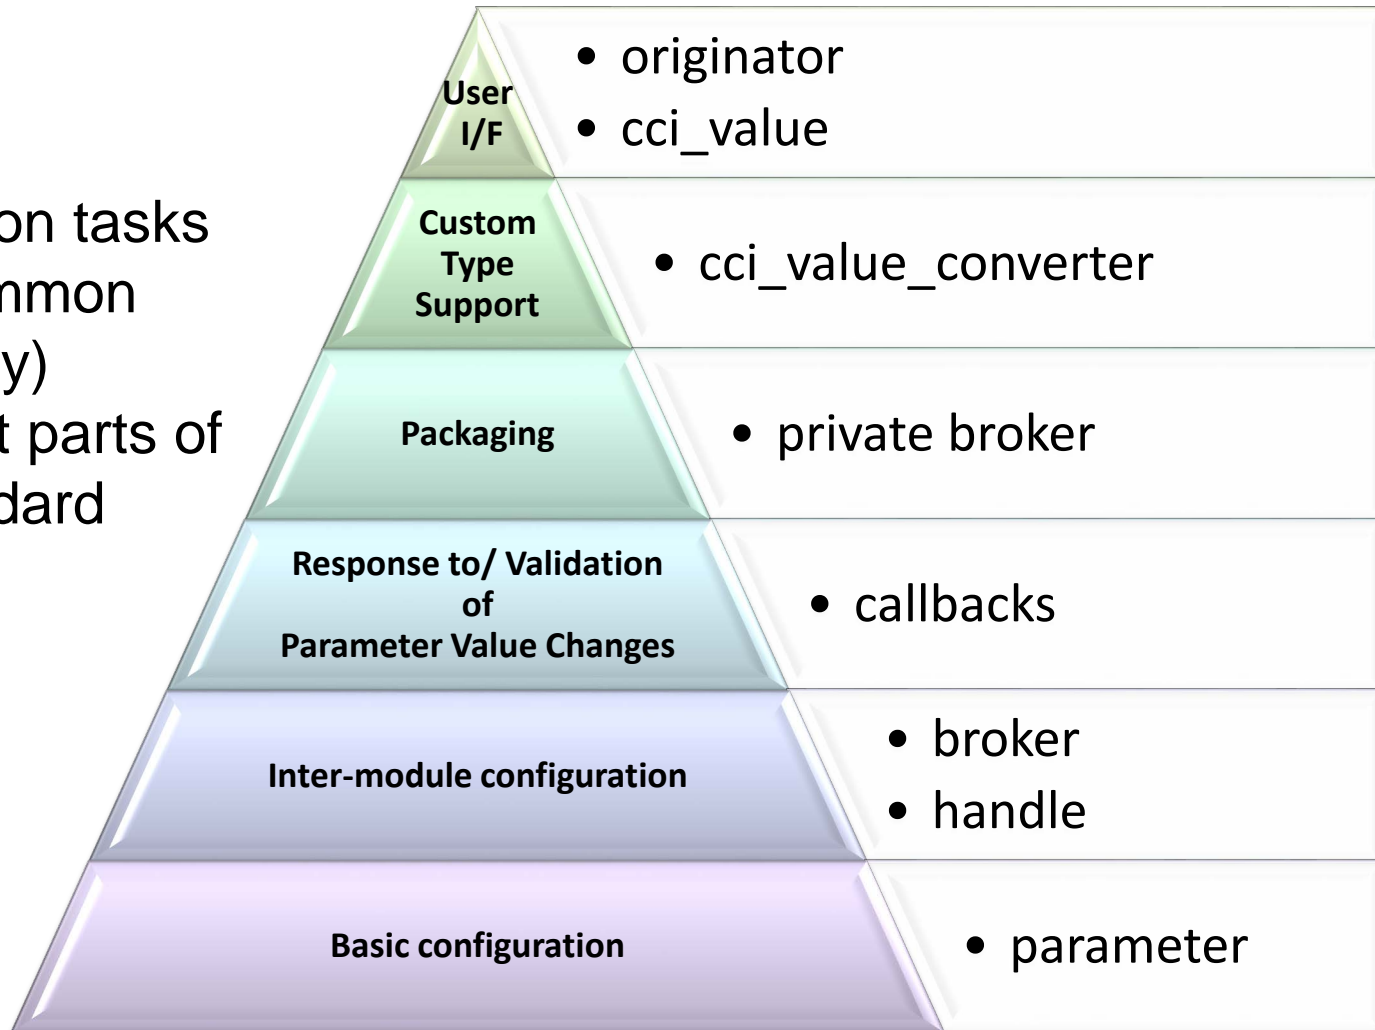 on tasks
mmon
y)
t parts of
dard
User
I/F
• originator
• cci_value
Custom
Type
Support
• cci_value_converter
Packaging
• private broker
Response to/ Validation
of
Parameter Value Changes
• callbacks
Inter-module configuration
• broker
• handle
Basic configuration
• parameter